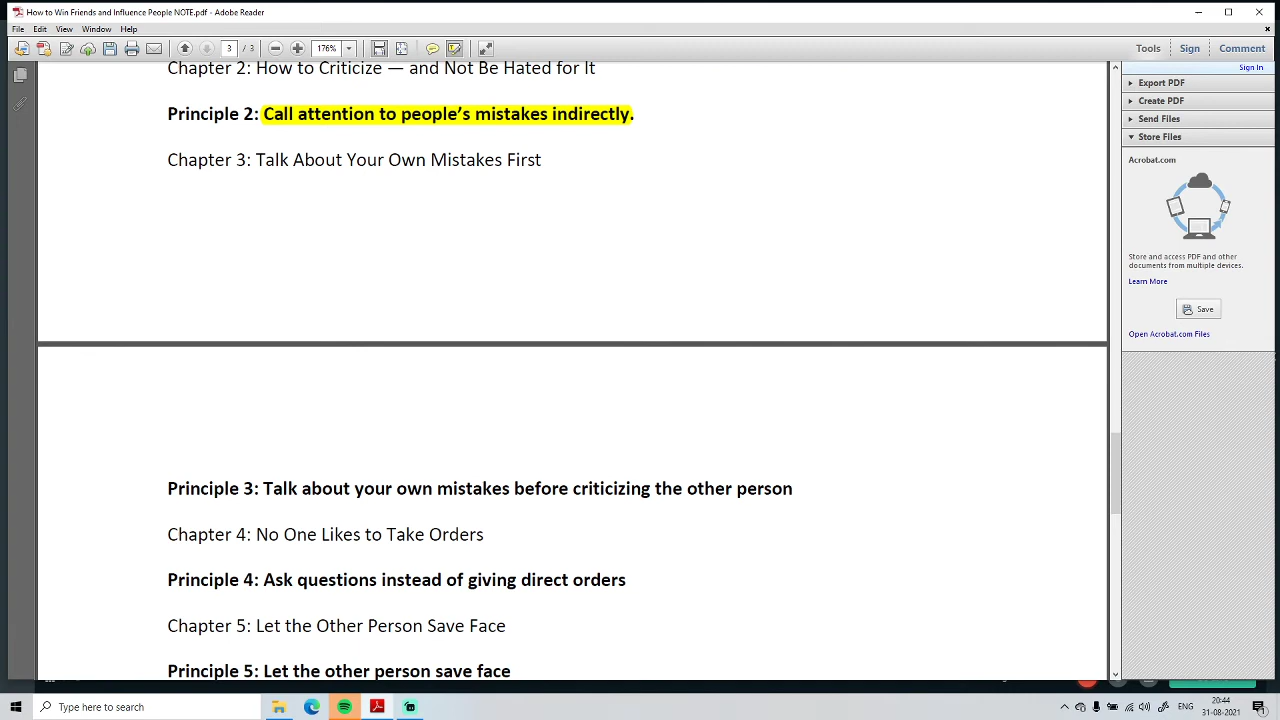 How to Win Friends and Influence People NOTE.pdf - Adobe Reader
File Edit View Window Help
3 / 3 176% Tools Sign Comment
Sign In
Export PDF
Create PDF
Send Files
Store Files
Acrobat.com
Store and access PDF and other
documents from multiple devices.
Learn More
Save
Open Acrobat.com Files
Chapter 2: How to Criticize — and Not Be Hated for It
Principle 2: Call attention to people’s mistakes indirectly.
Chapter 3: Talk About Your Own Mistakes First
Principle 3: Talk about your own mistakes before criticizing the other person
Chapter 4: No One Likes to Take Orders
Principle 4: Ask questions instead of giving direct orders
Chapter 5: Let the Other Person Save Face
Principle 5: Let the other person save face
Type here to search
ENG
20:44
31-08-2021